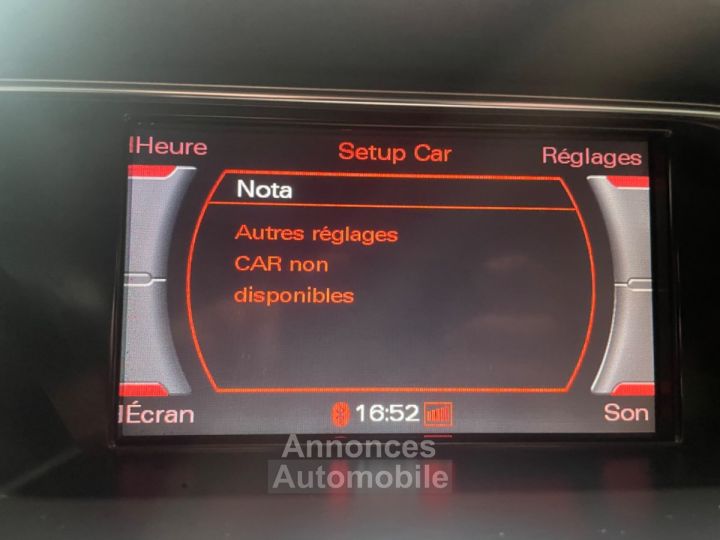 Heure
Setup Car
Réglages
Nota
Autres réglages
CAR non
disponibles
Écran
16:52
Son
Annonces
Automobile